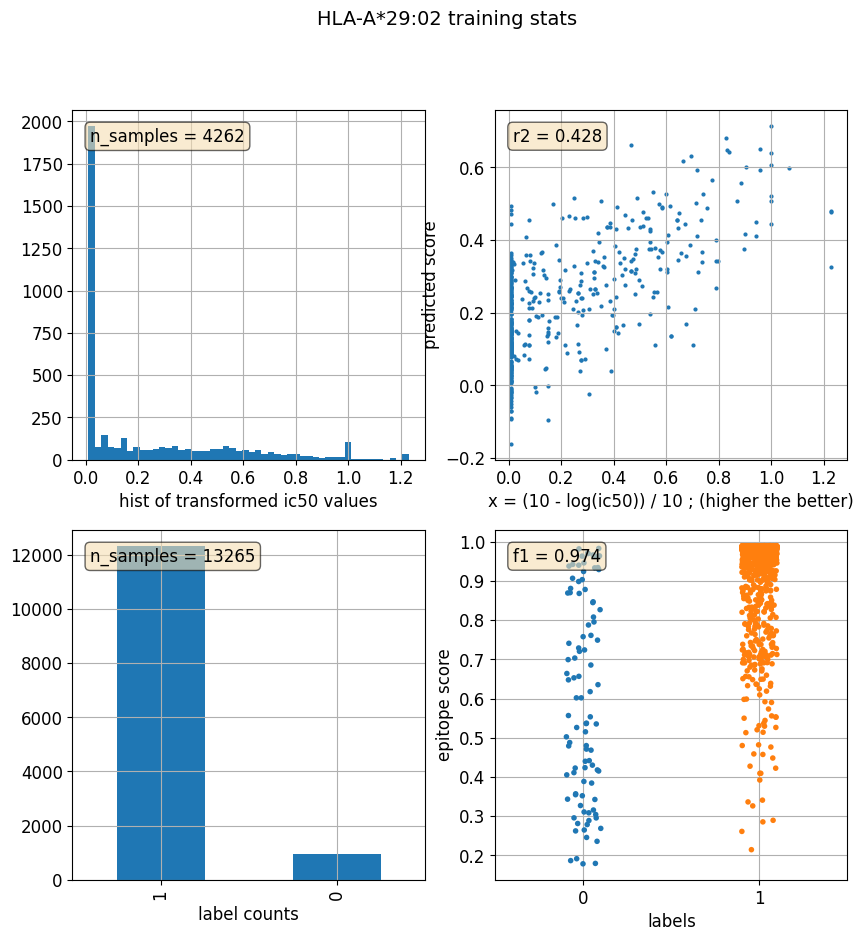 HLA-A*29:02 training stats
n_samples = 4262
2000
1750
1500
1250
1000
750
500
250
0
0.0 0.2 0.4 0.6 0.8 1.0 1.2
hist of transformed ic50 values
r2 = 0.428
predicted score
0.6
0.4
0.2
0.0
−0.2
0.0 0.2 0.4 0.6 0.8 1.0 1.2
x = (10 - log(ic50)) / 10 ; (higher the better)
n_samples = 13265
12000
10000
8000
6000
4000
2000
0
1 0
label counts
f1 = 0.974
epitope score
1.0
0.9
0.8
0.7
0.6
0.5
0.4
0.3
0.2
0 1
labels